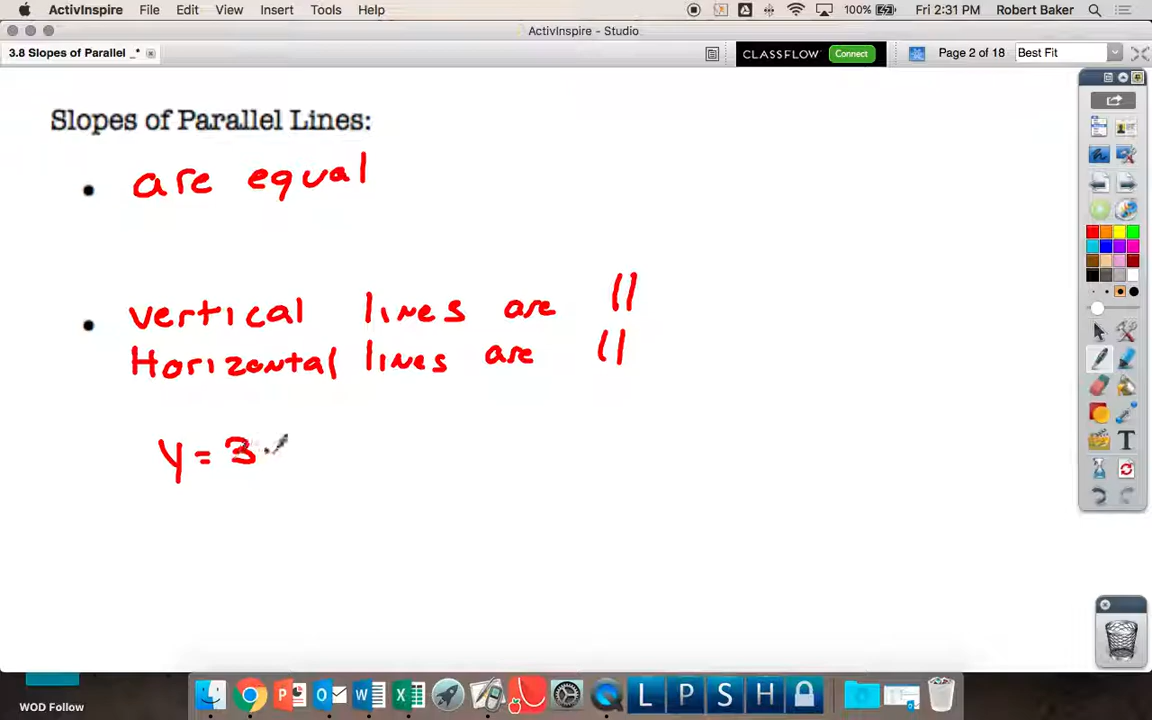 ActivInspire File Edit View Insert Tools Help 100% Fri 2:31 PM Robert Baker
ActivInspire - Studio
3.8 Slopes of Parallel _* CLASSFLOW Connect Page 2 of 18 Best Fit
Slopes of Parallel Lines:
are equal
vertical lines are //
Horizontal lines are //
y = 3
WOD Follow L P S H